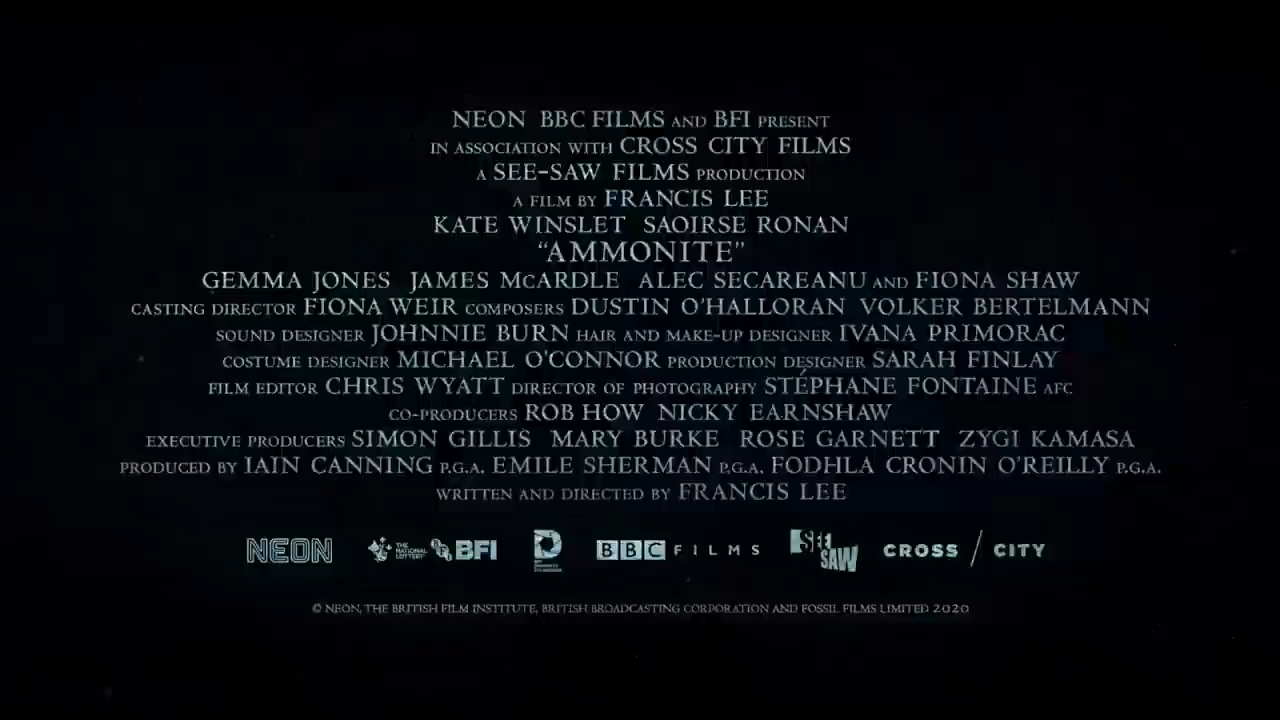 NEON BBC FILMS AND BFI PRESENT
IN ASSOCIATION WITH CROSS CITY FILMS
A SEE-SAW FILMS PRODUCTION
A FILM BY FRANCIS LEE
KATE WINSLET SAOIRSE RONAN
“AMMONITE”
GEMMA JONES JAMES McARDLE ALEC SECAREANU AND FIONA SHAW
CASTING DIRECTOR FIONA WEIR COMPOSERS DUSTIN O'HALLORAN VOLKER BERTELMANN
SOUND DESIGNER JOHNNIE BURN HAIR AND MAKE-UP DESIGNER IVANA PRIMORAC
COSTUME DESIGNER MICHAEL O'CONNOR PRODUCTION DESIGNER SARAH FINLAY
FILM EDITOR CHRIS WYATT DIRECTOR OF PHOTOGRAPHY STÉPHANE FONTAINE AFC
CO-PRODUCERS ROB HOW NICKY EARNSHAW
EXECUTIVE PRODUCERS SIMON GILLIS MARY BURKE ROSE GARNETT ZYGI KAMASA
PRODUCED BY IAIN CANNING P.G.A. EMILE SHERMAN P.G.A. FODHLA CRONIN O'REILLY P.G.A.
WRITTEN AND DIRECTED BY FRANCIS LEE
NEON THE NATIONAL LOTTERY BFI BBC FILMS SEE SAW CROSS / CITY
© NEON, THE BRITISH FILM INSTITUTE, BRITISH BROADCASTING CORPORATION AND FOSSIL FILMS LIMITED 2020